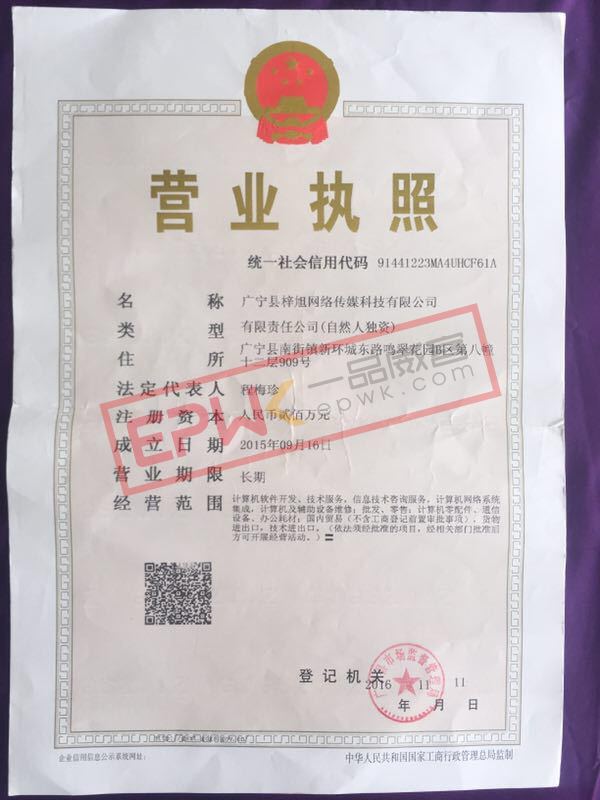 营业执照
统一社会信用代码 91441223MA4UHCF61A
名称 广宁县梓旭网络传媒科技有限公司
类型 有限责任公司(自然人独资)
住所 广宁县南街镇新环城东路鸣翠花园B区第八幢
十二层909号
法定代表人 程梅珍
注册资本 人民币贰佰万元
成立日期 2015年09月16日
营业期限 长期
经营范围 计算机软件开发、技术服务,信息技术咨询服务,计算机网络系统
集成,计算机及辅助设备维修;批发、零售:计算机零配件、通信
设备、办公耗材;国内贸易(不含工商登记前置审批事项),货物
进出口,技术进出口。(依法须经批准的项目,经相关部门批准后
方可开展经营活动。)
EPWK 一品威客
epwk.com
登记机关
2016 11 11
年 月 日
企业信用信息公示系统网址:
中华人民共和国国家工商行政管理总局监制